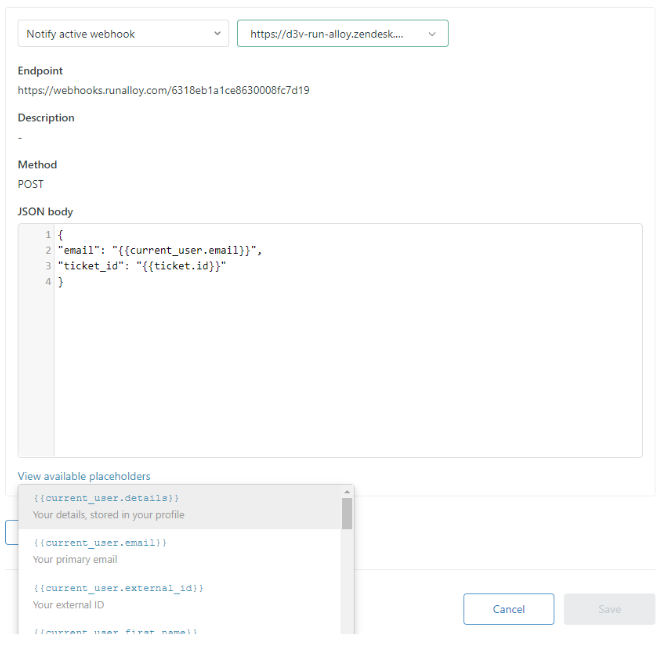 Notify active webhook https://d3v-run-alloy.zendesk....
Endpoint
https://webhooks.runalloy.com/6318eb1a1ce8630008fc7d19
Description
-
Method
POST
JSON body
1 {
2 "email": "{{current_user.email}}",
3 "ticket_id": "{{ticket.id}}"
4 }
View available placeholders
{{current_user.details}}
Your details, stored in your profile
{{current_user.email}}
Your primary email
{{current_user.external_id}}
Your external ID
{{current_user.first_name}}
Cancel Save